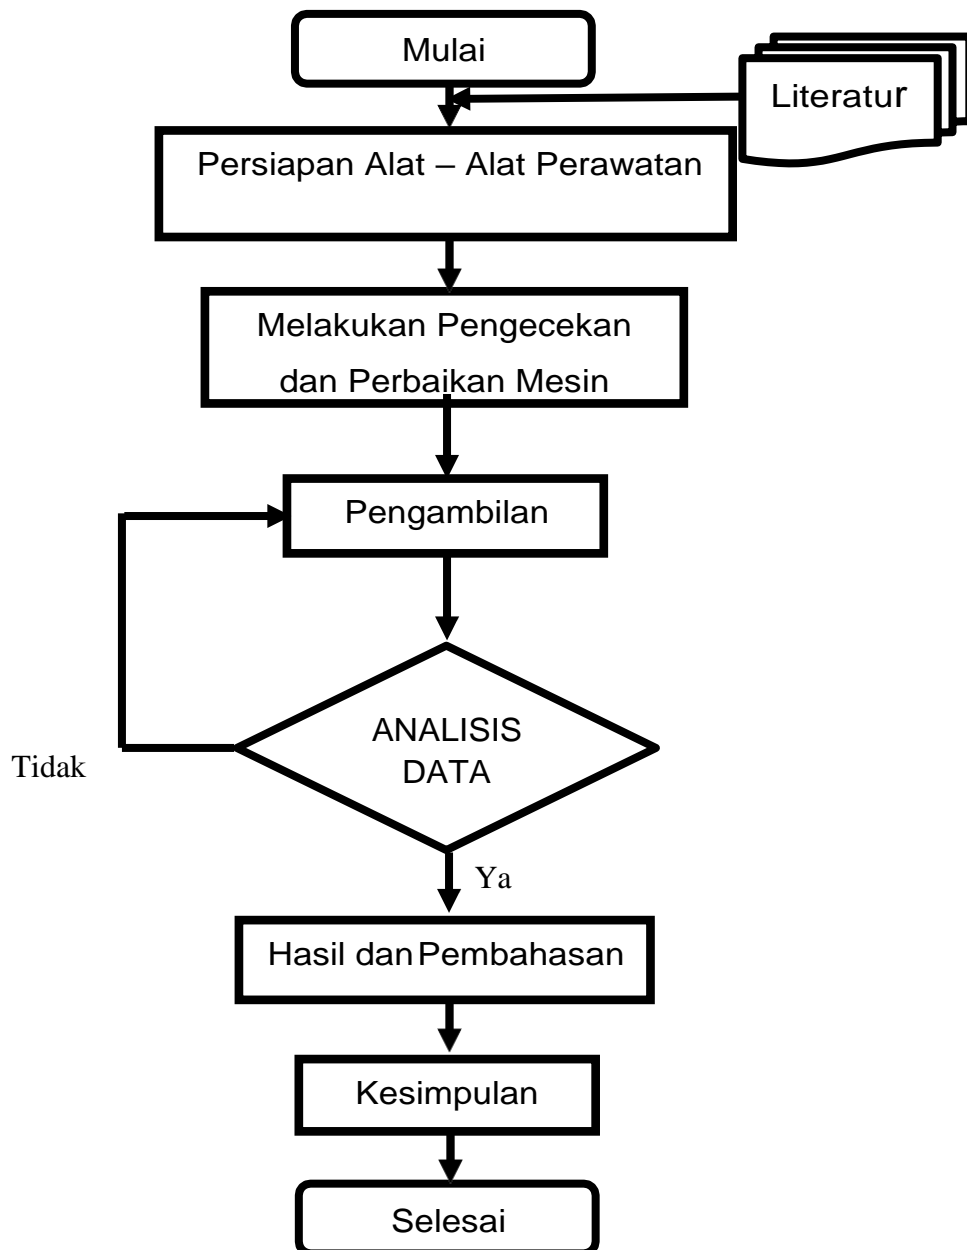 Mulai
Literatur
Persiapan Alat – Alat Perawatan
Melakukan Pengecekan
dan Perbaikan Mesin
Pengambilan
ANALISIS
DATA
Tidak
Ya
Hasil dan Pembahasan
Kesimpulan
Selesai